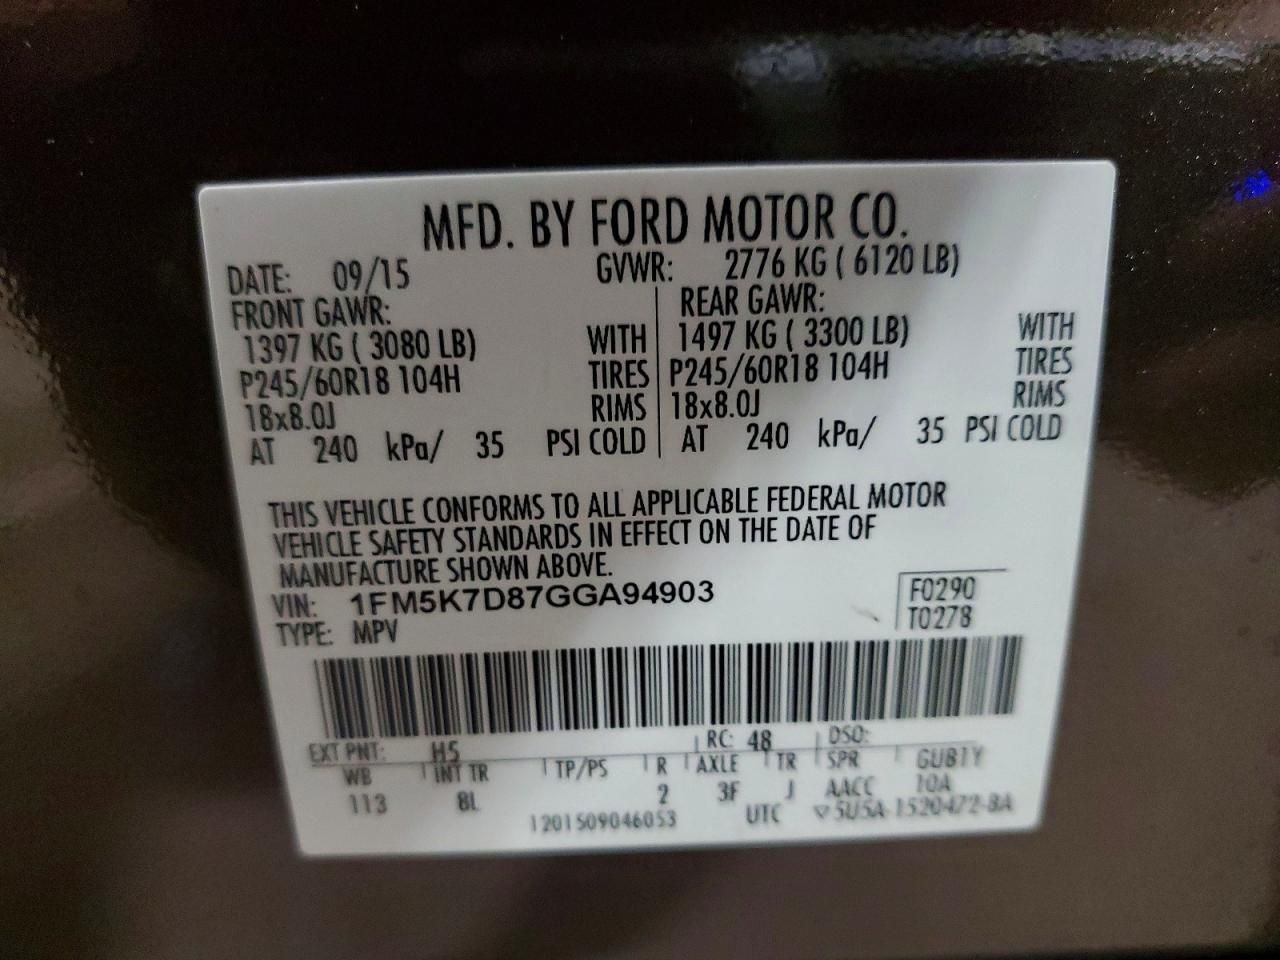 MFD. BY FORD MOTOR CO.
DATE: 09/15 GVWR: 2776 KG ( 6120 LB)
FRONT GAWR: REAR GAWR:
1397 KG ( 3080 LB) WITH 1497 KG ( 3300 LB) WITH
P245/60R18 104H TIRES P245/60R18 104H TIRES
18x8.0J RIMS 18x8.0J RIMS
AT 240 kPa/ 35 PSI COLD AT 240 kPa/ 35 PSI COLD
THIS VEHICLE CONFORMS TO ALL APPLICABLE FEDERAL MOTOR
VEHICLE SAFETY STANDARDS IN EFFECT ON THE DATE OF
MANUFACTURE SHOWN ABOVE.
VIN: 1FM5K7D87GGA94903 F0290
TYPE: MPV T0278
EXT PNT: H5 RC: 48 DSO:
WB INT TR TP/PS R AXLE TR SPR GUB1Y
113 8L 2 3F J AACC 10A
1201509046053 UTC ▽5U5A-1520472-BA